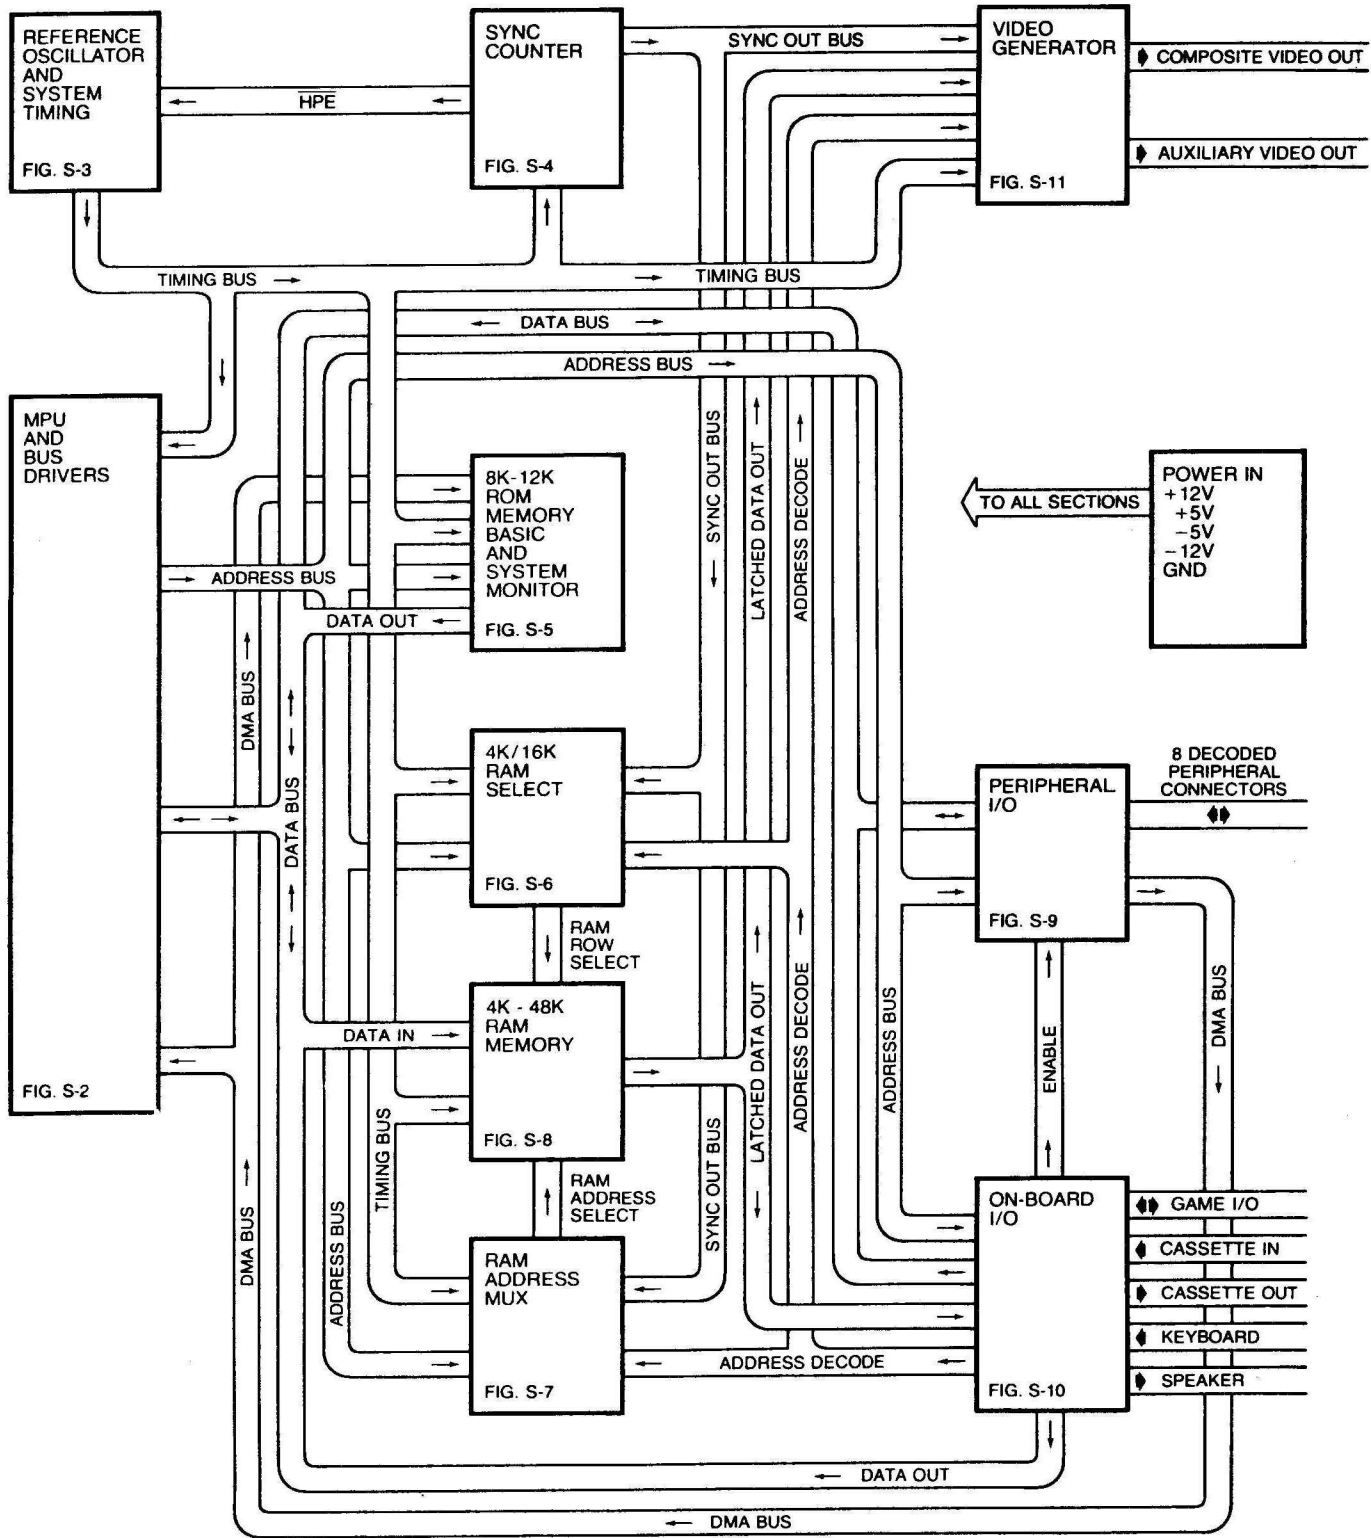 REFERENCE
OSCILLATOR
AND
SYSTEM
TIMING
FIG. S-3
HPE
SYNC
COUNTER
FIG. S-4
SYNC OUT BUS
VIDEO
GENERATOR
FIG. S-11
COMPOSITE VIDEO OUT
AUXILIARY VIDEO OUT
TIMING BUS
TIMING BUS
DATA BUS
ADDRESS BUS
MPU
AND
BUS
DRIVERS
FIG. S-2
8K-12K
ROM
MEMORY
BASIC
AND
SYSTEM
MONITOR
FIG. S-5
ADDRESS BUS
DATA OUT
SYNC OUT BUS
LATCHED DATA OUT
ADDRESS DECODE
TO ALL SECTIONS
POWER IN
+12V
+5V
−5V
−12V
GND
DMA BUS
DATA BUS
4K/16K
RAM
SELECT
FIG. S-6
PERIPHERAL
I/O
FIG. S-9
8 DECODED
PERIPHERAL
CONNECTORS
RAM
ROW
SELECT
4K - 48K
RAM
MEMORY
FIG. S-8
DATA IN
LATCHED DATA OUT
ADDRESS DECODE
ADDRESS BUS
ENABLE
DMA BUS
TIMING BUS
RAM
ADDRESS
SELECT
SYNC OUT BUS
DMA BUS
ADDRESS BUS
RAM
ADDRESS
MUX
FIG. S-7
ADDRESS DECODE
ON-BOARD
I/O
FIG. S-10
GAME I/O
CASSETTE IN
CASSETTE OUT
KEYBOARD
SPEAKER
DATA OUT
DMA BUS